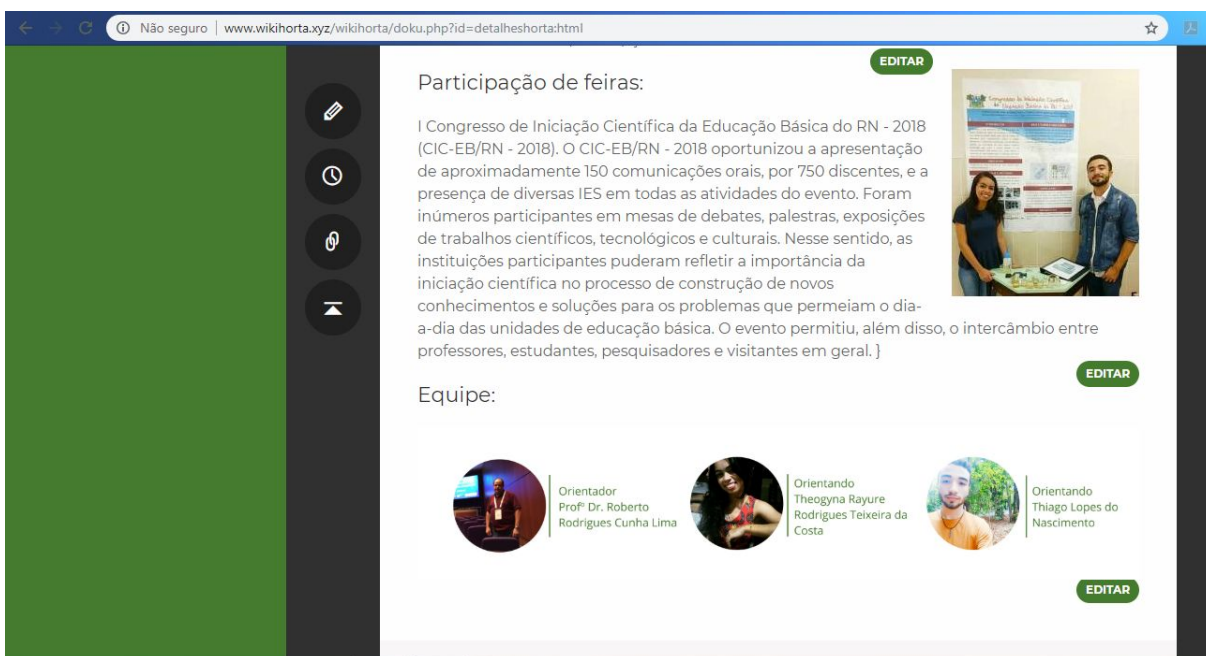 Não seguro | www.wikihorta.xyz/wikihorta/doku.php?id=detalheshorta:html
EDITAR
Participação de feiras:
I Congresso de Iniciação Científica da Educação Básica do RN - 2018
(CIC-EB/RN - 2018). O CIC-EB/RN - 2018 oportunizou a apresentação
de aproximadamente 150 comunicações orais, por 750 discentes, e a
presença de diversas IES em todas as atividades do evento. Foram
inúmeros participantes em mesas de debates, palestras, exposições
de trabalhos científicos, tecnológicos e culturais. Nesse sentido, as
instituições participantes puderam refletir a importância da
iniciação científica no processo de construção de novos
conhecimentos e soluções para os problemas que permeiam o dia-
a-dia das unidades de educação básica. O evento permitiu, além disso, o intercâmbio entre
professores, estudantes, pesquisadores e visitantes em geral. }
EDITAR
Equipe:
Orientador
Profº Dr. Roberto
Rodrigues Cunha Lima
Orientando
Theogyna Rayure
Rodrigues Teixeira da
Costa
Orientando
Thiago Lopes do
Nascimento
EDITAR